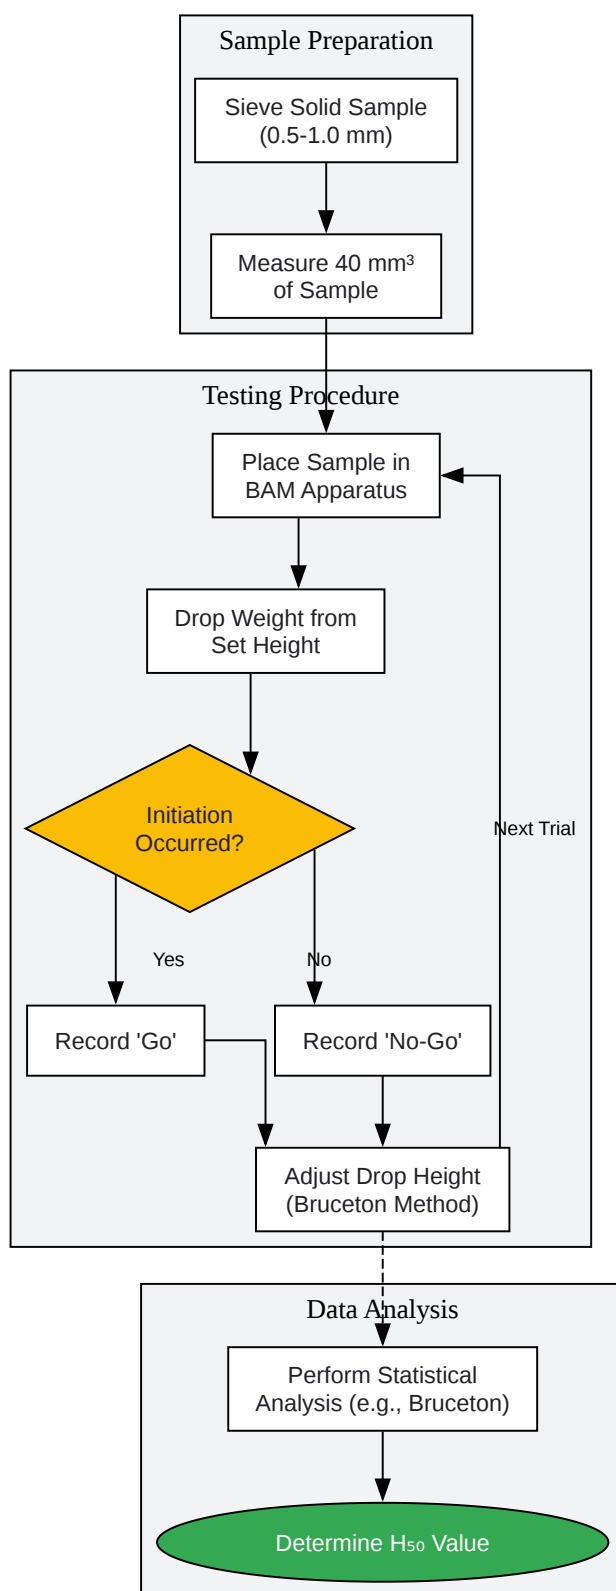 Sample Preparation
Sieve Solid Sample
(0.5-1.0 mm)
Measure 40 mm³
of Sample
Testing Procedure
Place Sample in
BAM Apparatus
Drop Weight from
Set Height
Initiation
Occurred?
Next Trial
Yes
No
Record 'Go'
Record 'No-Go'
Adjust Drop Height
(Bruceton Method)
Data Analysis
Perform Statistical
Analysis (e.g., Bruceton)
Determine H₅₀ Value